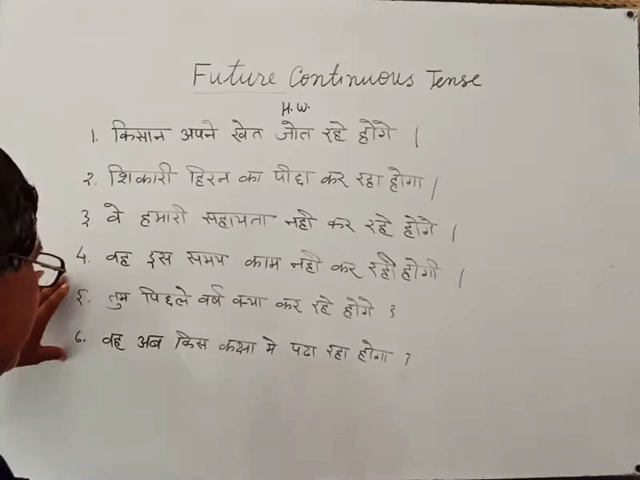 Future Continuous Tense
H.W.
1. किसान अपने खेत जोत रहे होंगे |
2. शिकारी हिरन का पीछा कर रहा होगा |
3. वे हमारी सहायता नहीं कर रहे होंगे |
4. वह इस समय काम नहीं कर रही होगी |
5. तुम पिछले वर्ष क्या कर रहे होगे ?
6. वह अब किस कक्षा मे पढा रहा होगा ?